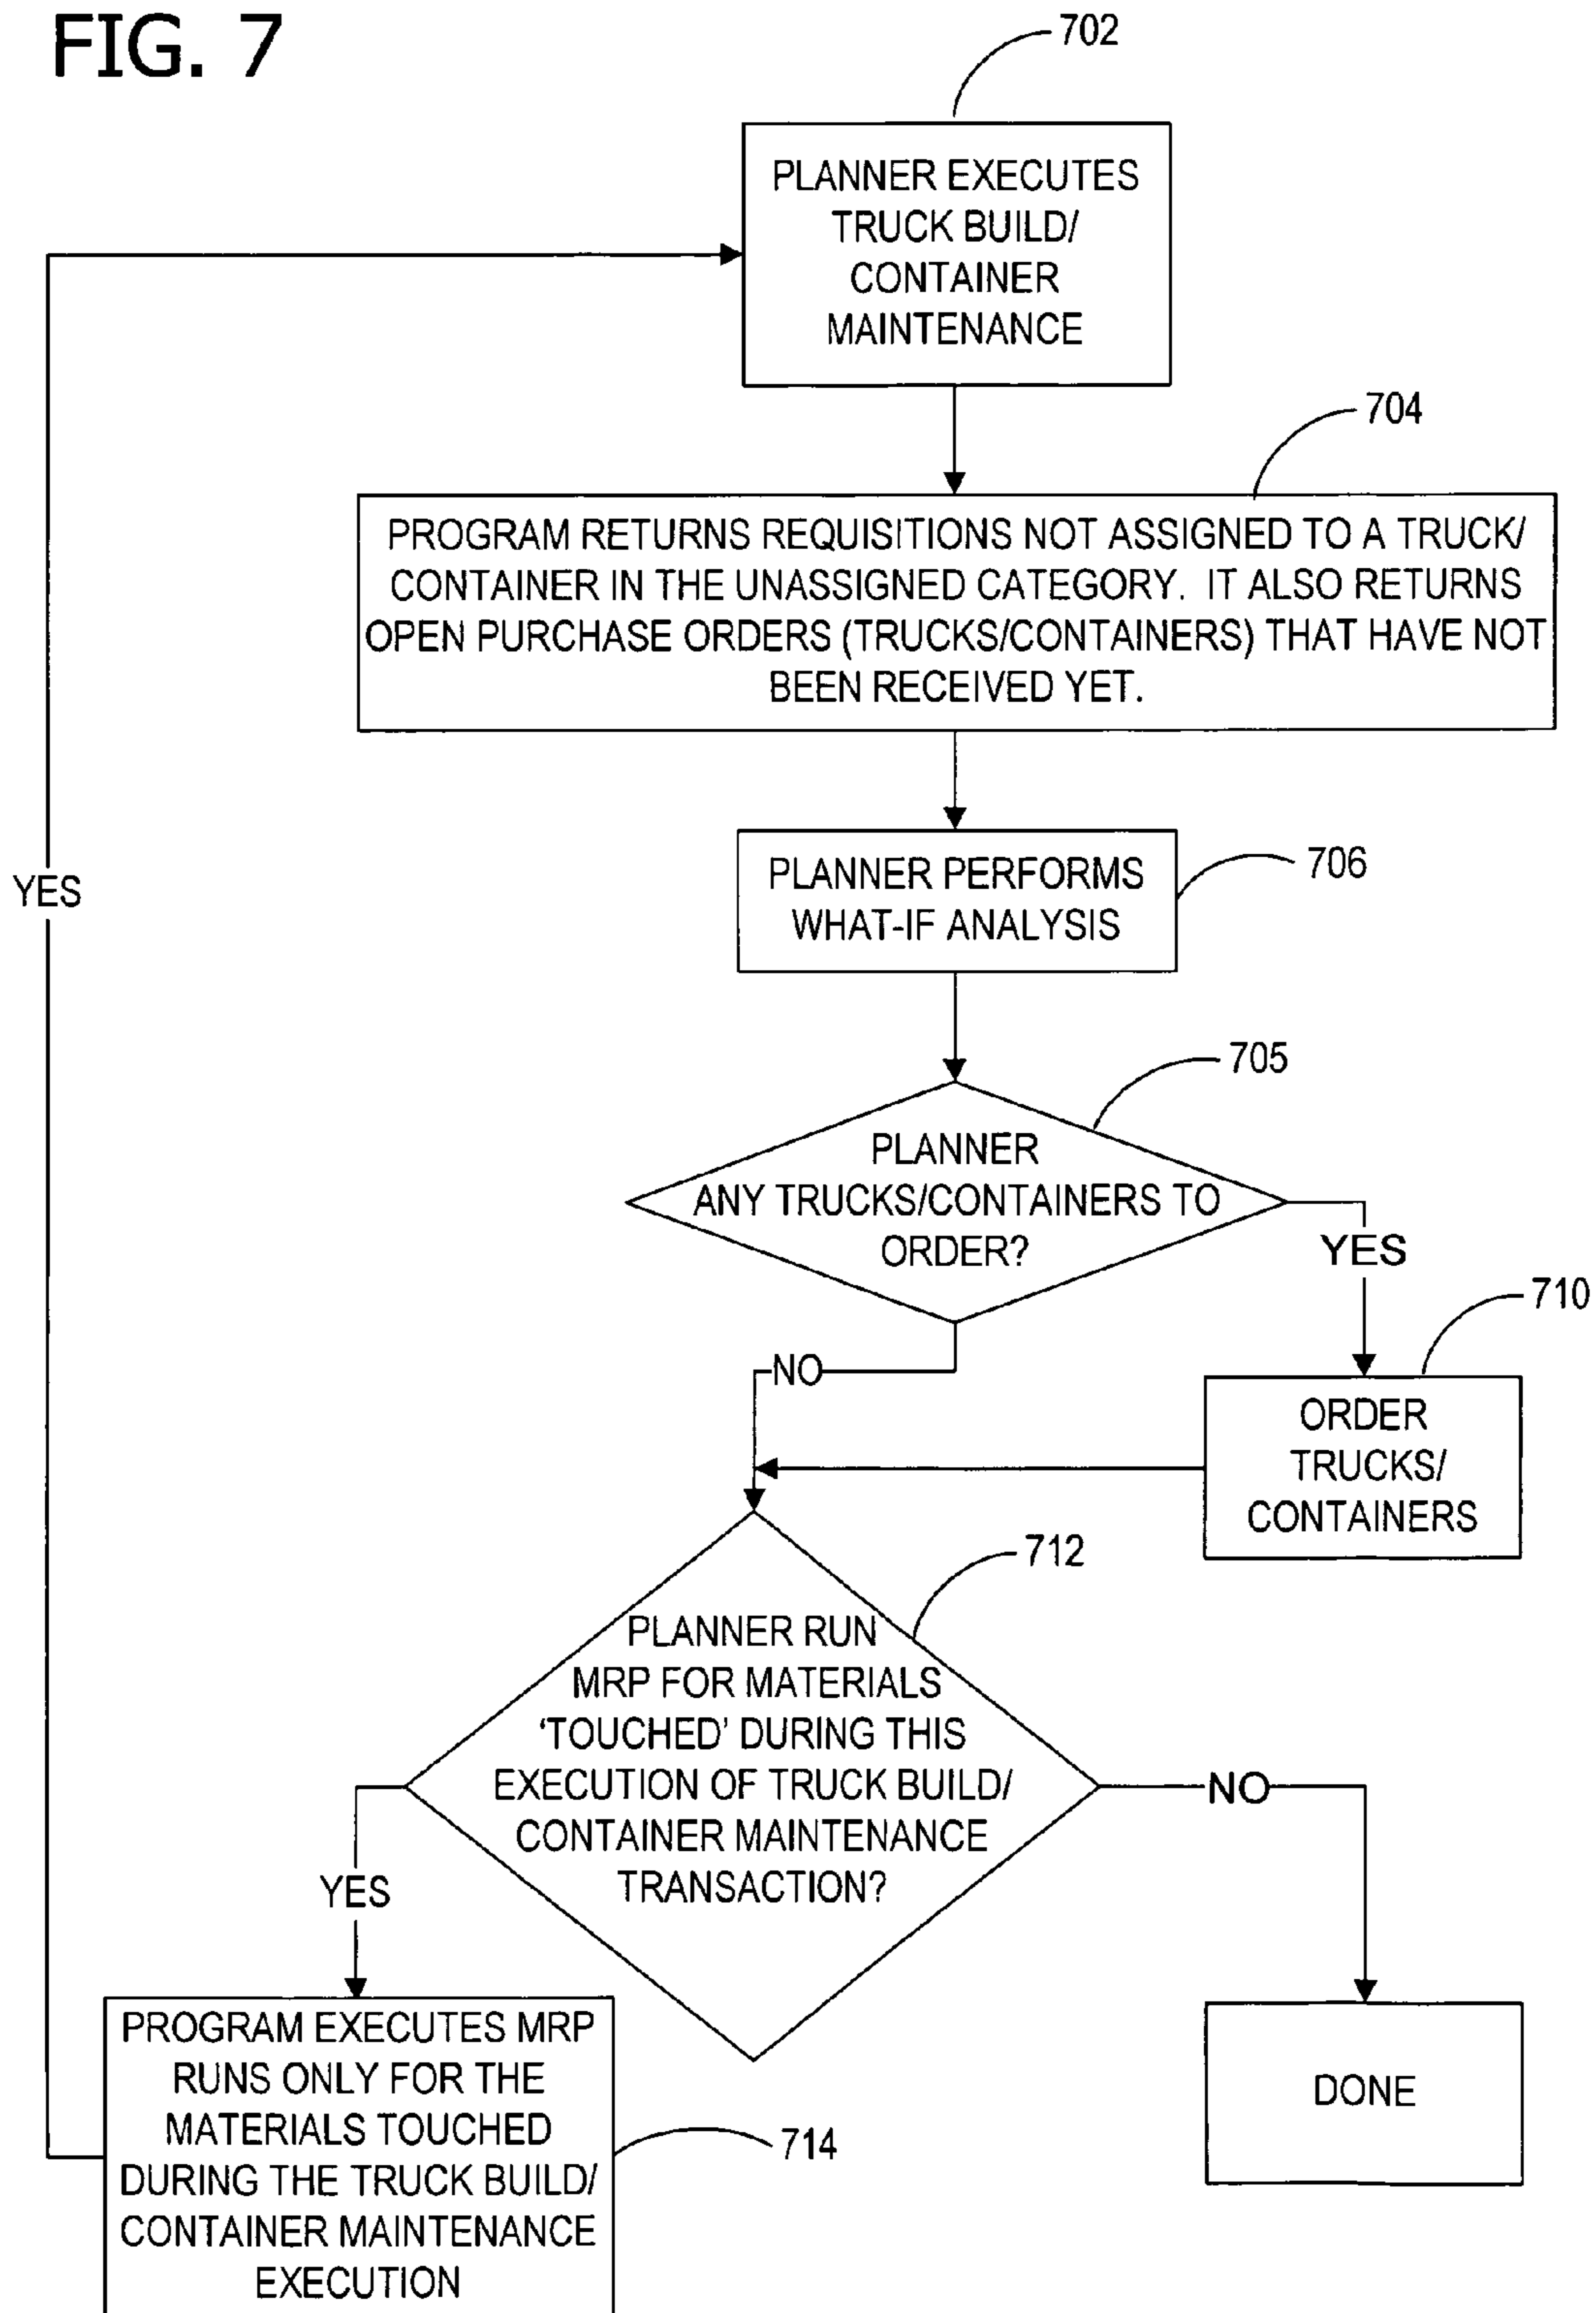 FIG. 7
702
PLANNER EXECUTES
TRUCK BUILD/
CONTAINER
MAINTENANCE
704
PROGRAM RETURNS REQUISITIONS NOT ASSIGNED TO A TRUCK/
CONTAINER IN THE UNASSIGNED CATEGORY. IT ALSO RETURNS
OPEN PURCHASE ORDERS (TRUCKS/CONTAINERS) THAT HAVE NOT
BEEN RECEIVED YET.
706
PLANNER PERFORMS
WHAT-IF ANALYSIS
YES
705
PLANNER
ANY TRUCKS/CONTAINERS TO
ORDER?
YES
710
NO
ORDER
TRUCKS/
CONTAINERS
712
PLANNER RUN
MRP FOR MATERIALS
‘TOUCHED’ DURING THIS
EXECUTION OF TRUCK BUILD/
CONTAINER MAINTENANCE
TRANSACTION?
NO
YES
PROGRAM EXECUTES MRP
RUNS ONLY FOR THE
MATERIALS TOUCHED
DURING THE TRUCK BUILD/
CONTAINER MAINTENANCE
EXECUTION
714
DONE